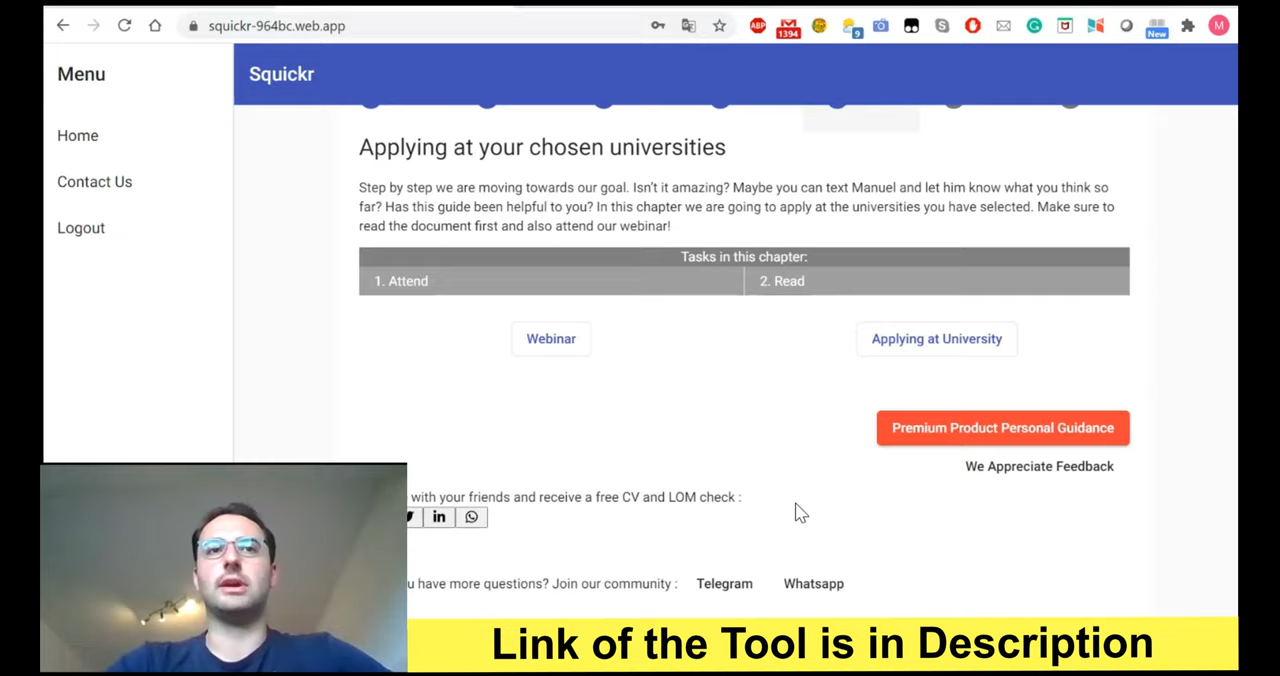 squickr-964bc.web.app
1394
9
New
M
Menu
Squickr
Home
Contact Us
Logout
Applying at your chosen universities
Step by step we are moving towards our goal. Isn't it amazing? Maybe you can text Manuel and let him know what you think so
far? Has this guide been helpful to you? In this chapter we are going to apply at the universities you have selected. Make sure to
read the document first and also attend our webinar!
Tasks in this chapter:
1. Attend
2. Read
Webinar
Applying at University
Premium Product Personal Guidance
We Appreciate Feedback
with your friends and receive a free CV and LOM check :
in
have more questions? Join our community :
Telegram
Whatsapp
Link of the Tool is in Description